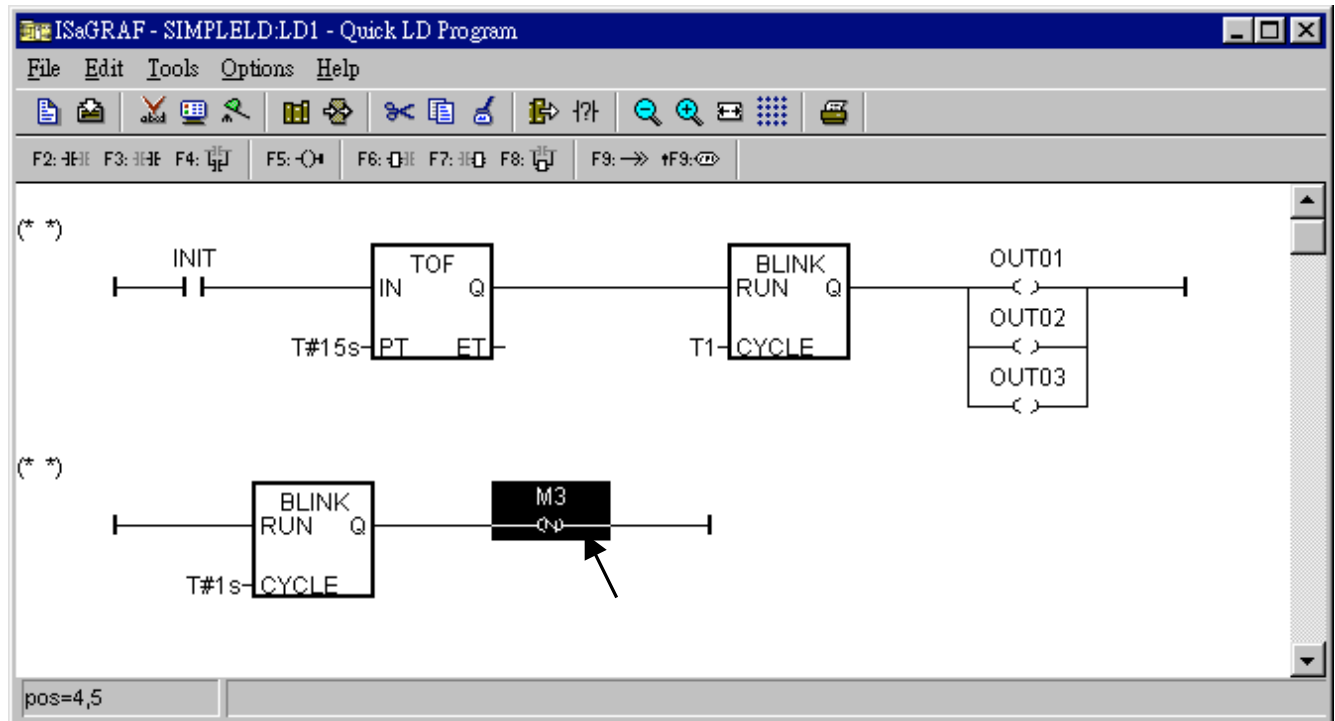 ISaGRAF - SIMPLELD:LD1 - Quick LD Program
File Edit Tools Options Help
F2: F3: F4: F5: F6: F7: F8: F9: F9:
(* *)
INIT
TOF
IN Q
T#15s PT ET
BLINK
RUN Q
T1 CYCLE
OUT01
OUT02
OUT03
(* *)
BLINK
RUN Q
T#1s CYCLE
M3
N
pos=4,5